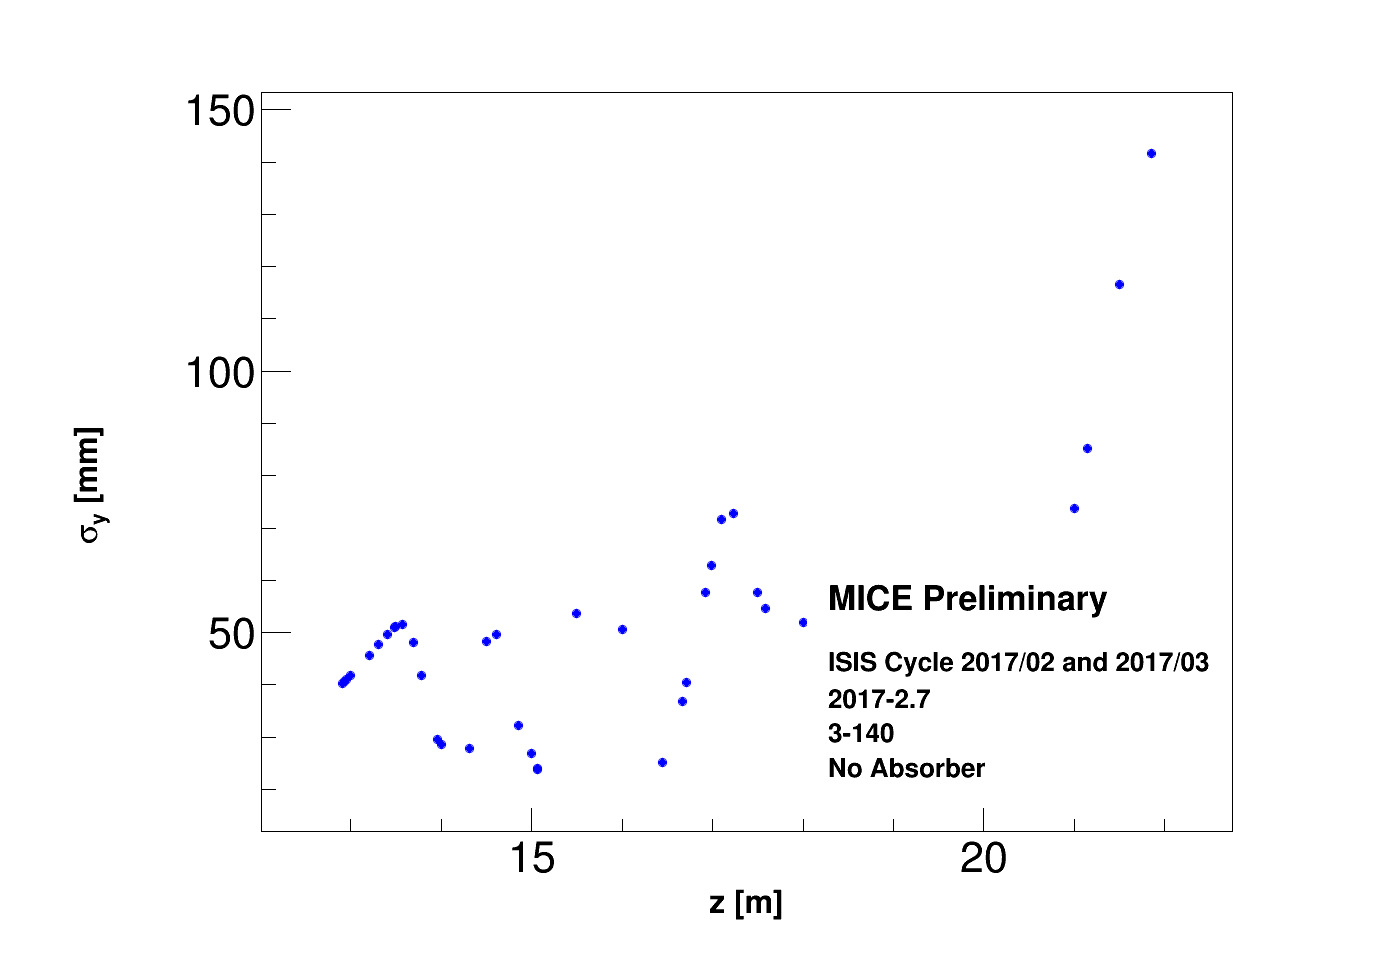 150
100
50
σy [mm]
MICE Preliminary
ISIS Cycle 2017/02 and 2017/03
2017-2.7
3-140
No Absorber
15
20
z [m]